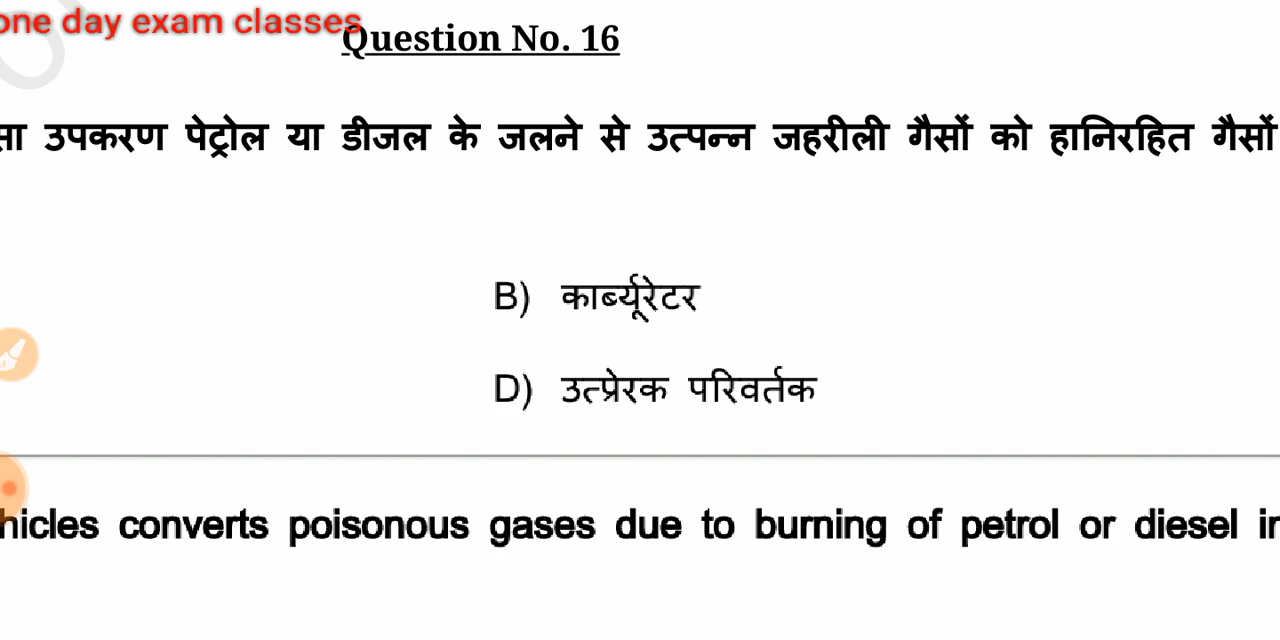 one day exam classes
Question No. 16
उपकरण पेट्रोल या डीजल के जलने से उत्पन्न जहरीली गैसों को हानिरहित गैसों
B) कार्ब्यूरेटर
D) उत्प्रेरक परिवर्तक
hicles converts poisonous gases due to burning of petrol or diesel in